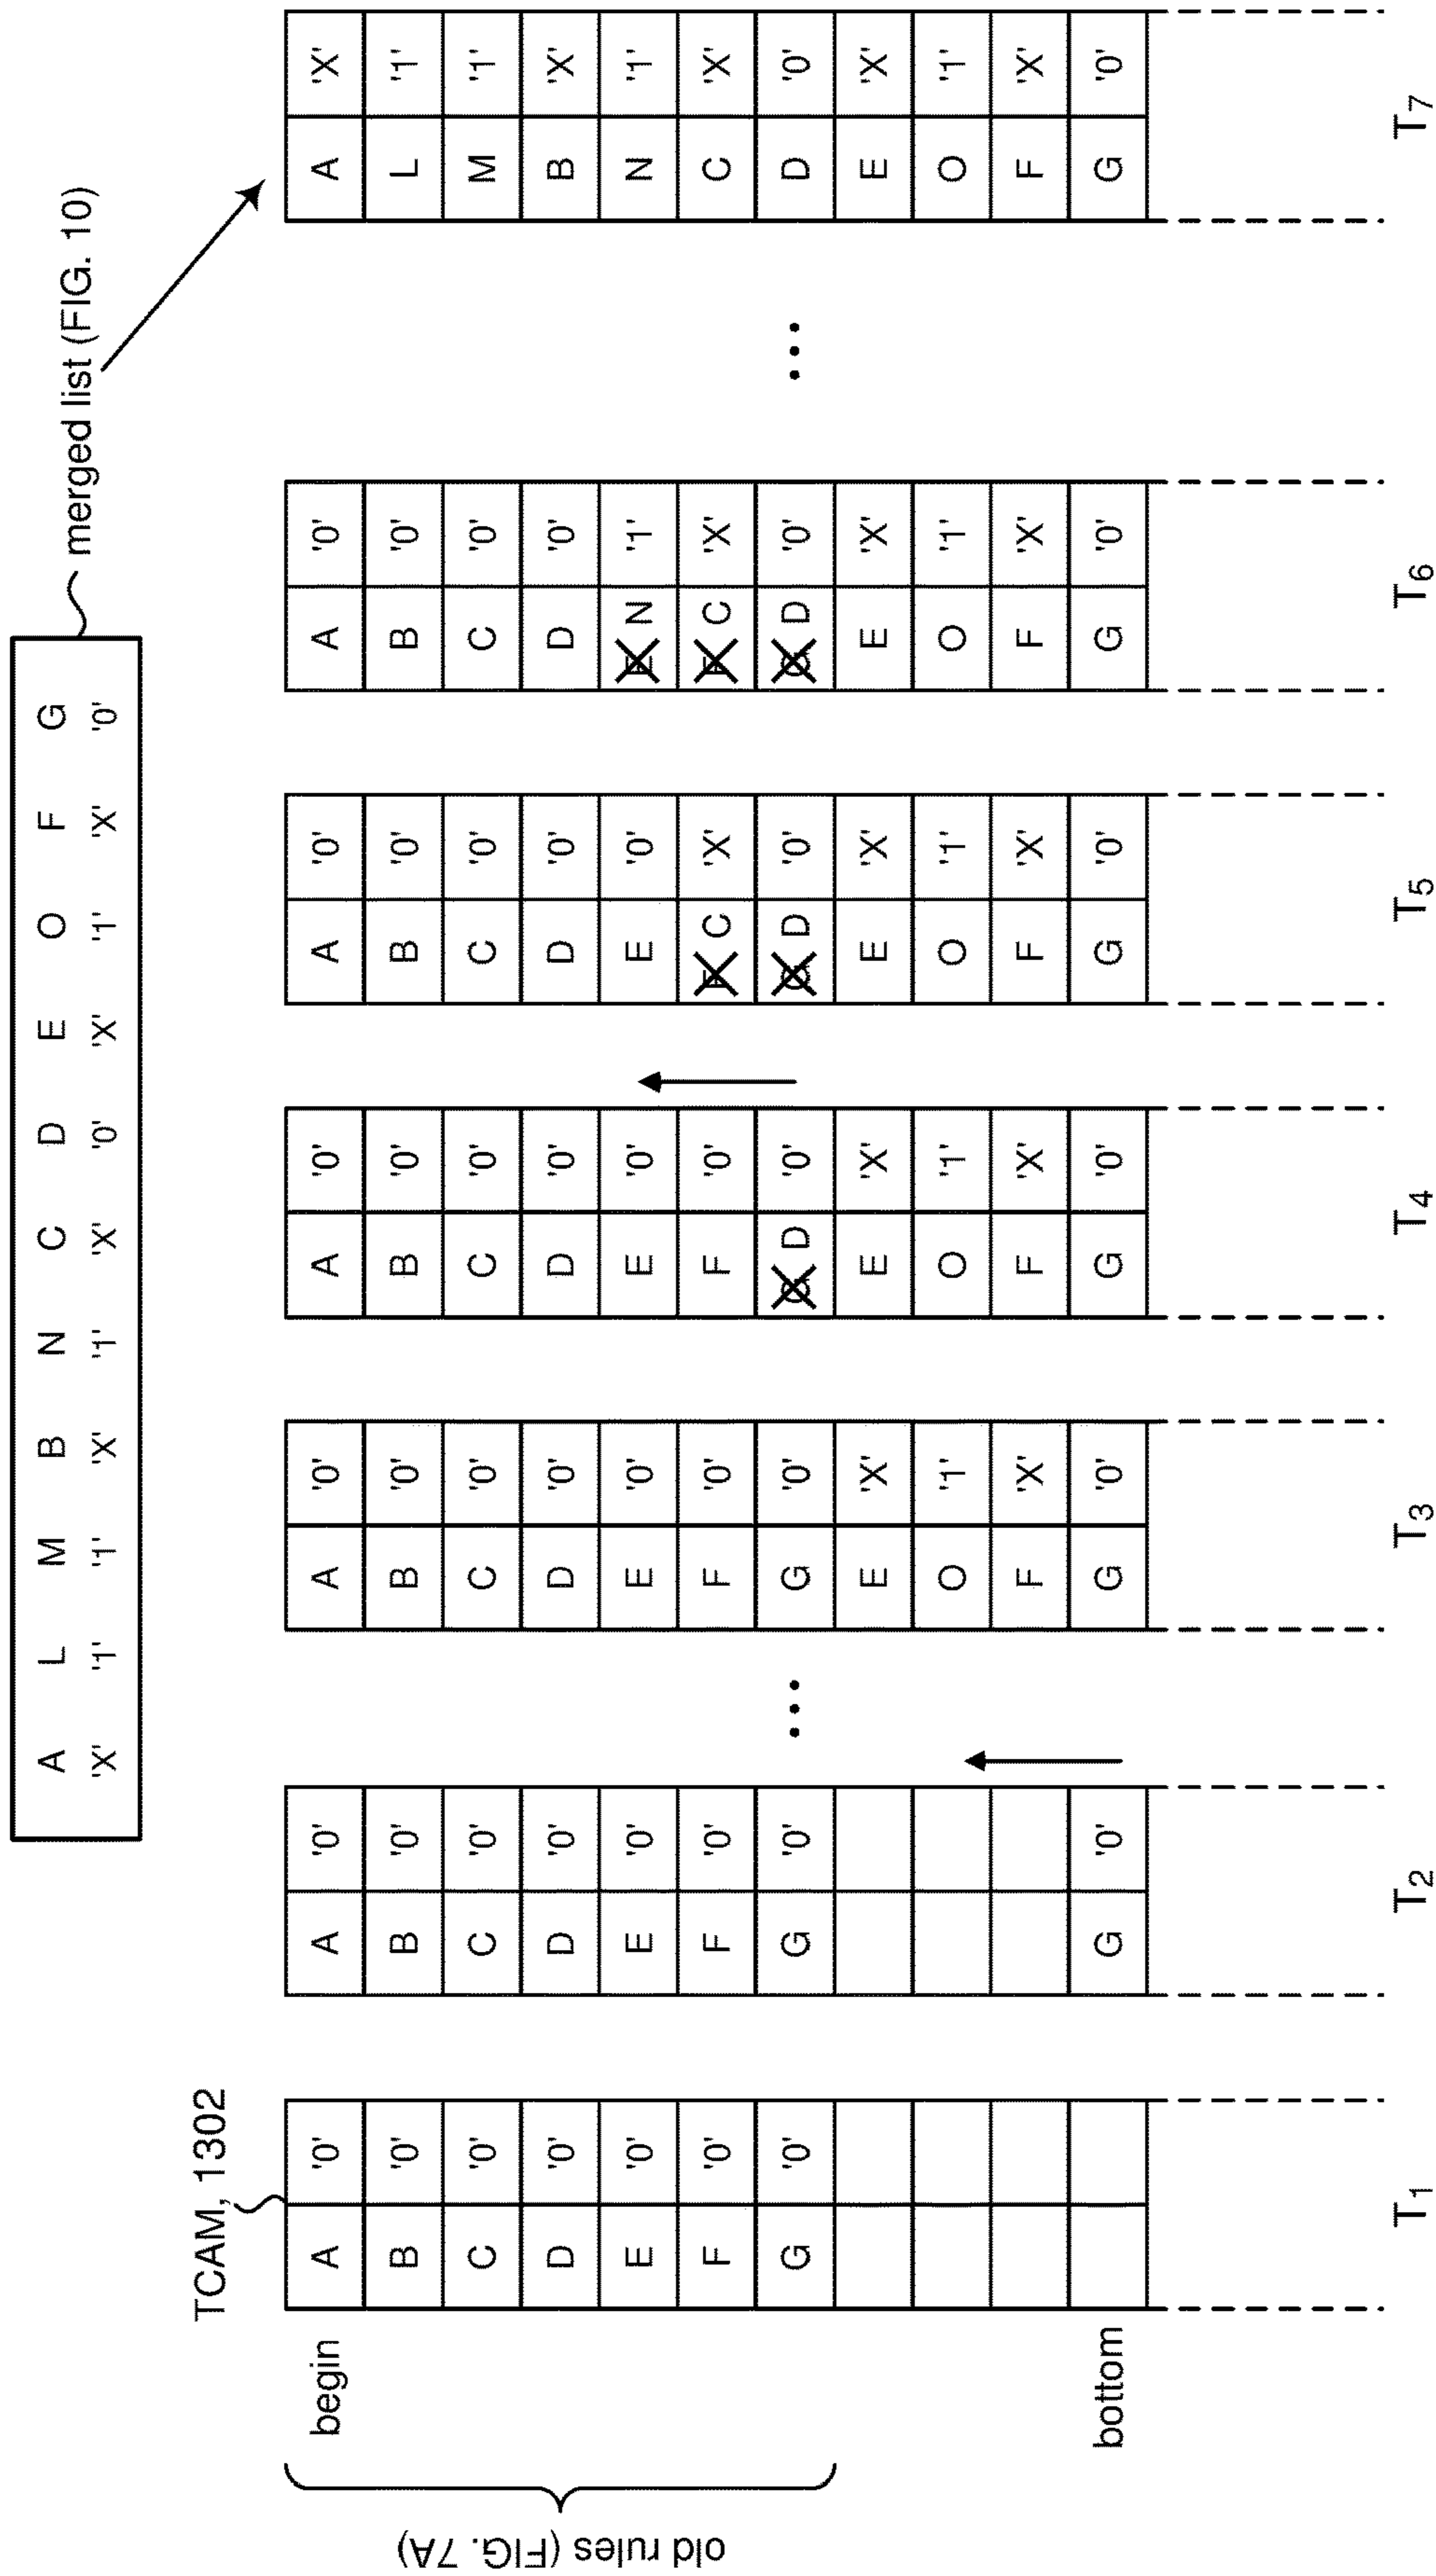 A L M B N C D E O F G
'X' '1' '1' 'X' '1' 'X' '0' 'X' '1' 'X' '0'
merged list (FIG. 10)
TCAM, 1302
old rules (FIG. 7A)
begin
bottom
A '0'
B '0'
C '0'
D '0'
E '0'
F '0'
G '0'
T1
A '0'
B '0'
C '0'
D '0'
E '0'
F '0'
G '0'
G '0'
T2
...
A '0'
B '0'
C '0'
D '0'
E '0'
F '0'
G '0'
E 'X'
O '1'
F 'X'
G '0'
T3
A '0'
B '0'
C '0'
D '0'
E '0'
F '0'
G D '0'
E 'X'
O '1'
F 'X'
G '0'
T4
A '0'
B '0'
C '0'
D '0'
E '0'
F C 'X'
G D '0'
E 'X'
O '1'
F 'X'
G '0'
T5
A '0'
B '0'
C '0'
D '0'
E N '1'
F C 'X'
G D '0'
E 'X'
O '1'
F 'X'
G '0'
T6
...
A 'X'
L '1'
M '1'
B 'X'
N '1'
C 'X'
D '0'
E 'X'
O '1'
F 'X'
G '0'
T7